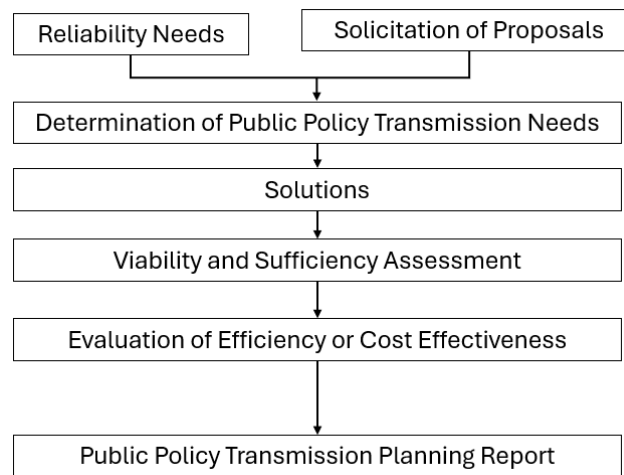 Reliability Needs
Solicitation of Proposals
Determination of Public Policy Transmission Needs
Solutions
Viability and Sufficiency Assessment
Evaluation of Efficiency or Cost Effectiveness
Public Policy Transmission Planning Report